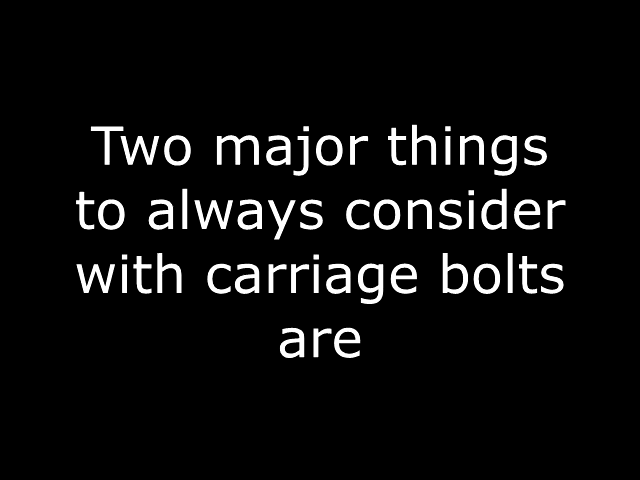 Two major things
to always consider
with carriage bolts
are